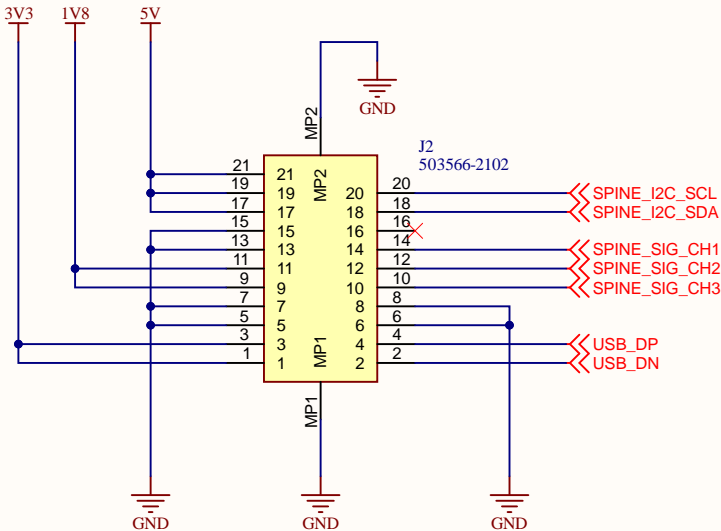 3V3 1V8 5V
GND
MP2
J2
503566-2102
21 21 MP2
19 19 20 20 SPINE_I2C_SCL
17 17 18 18 SPINE_I2C_SDA
15 15 16 16
13 13 14 14 SPINE_SIG_CH1
11 11 12 12 SPINE_SIG_CH2
9 9 10 10 SPINE_SIG_CH3
7 7 8 8
5 5 6 6
3 3 MP1 4 4 USB_DP
1 1 2 2 USB_DN
MP1
GND GND GND